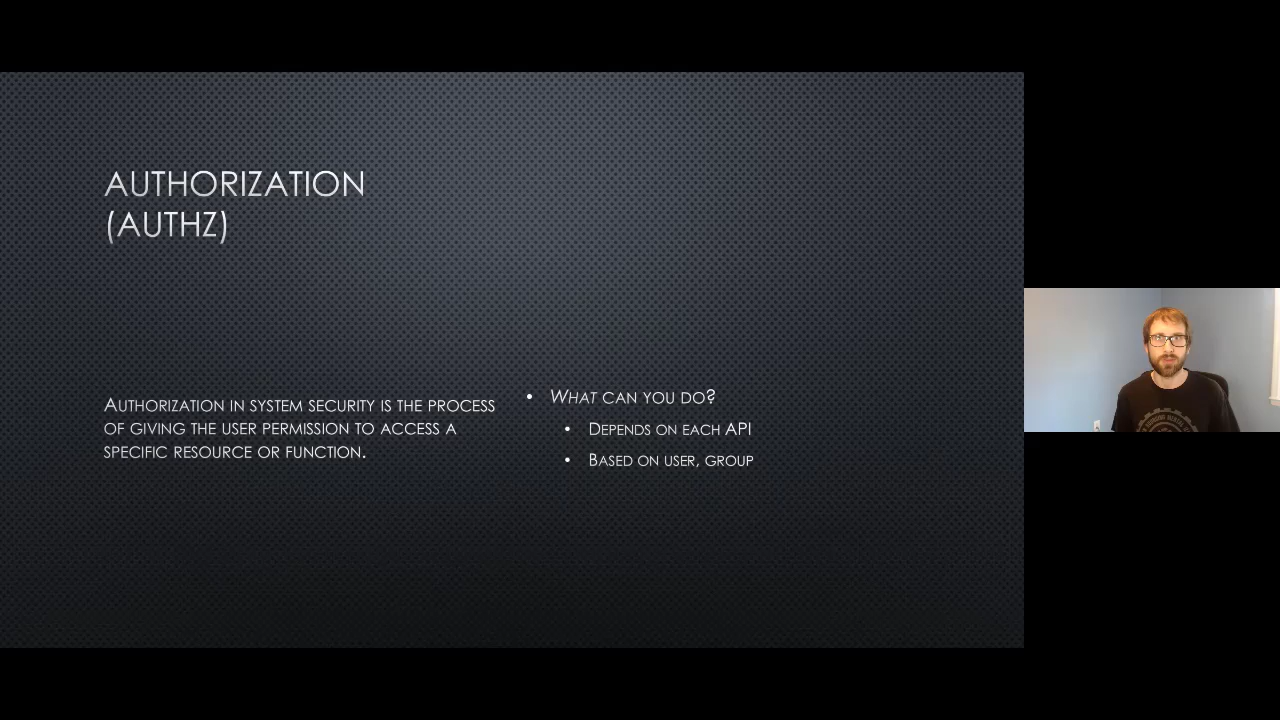 AUTHORIZATION
(AUTHZ)
AUTHORIZATION IN SYSTEM SECURITY IS THE PROCESS
OF GIVING THE USER PERMISSION TO ACCESS A
SPECIFIC RESOURCE OR FUNCTION.
• WHAT CAN YOU DO?
• DEPENDS ON EACH API
• BASED ON USER, GROUP